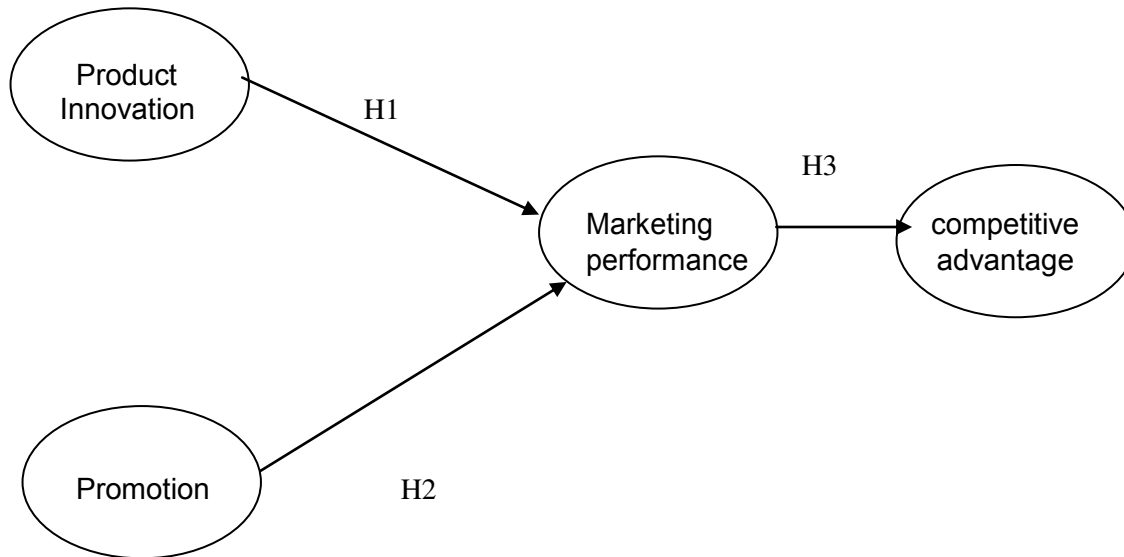 Product
Innovation
H1
H3
Marketing
performance
competitive
advantage
Promotion
H2